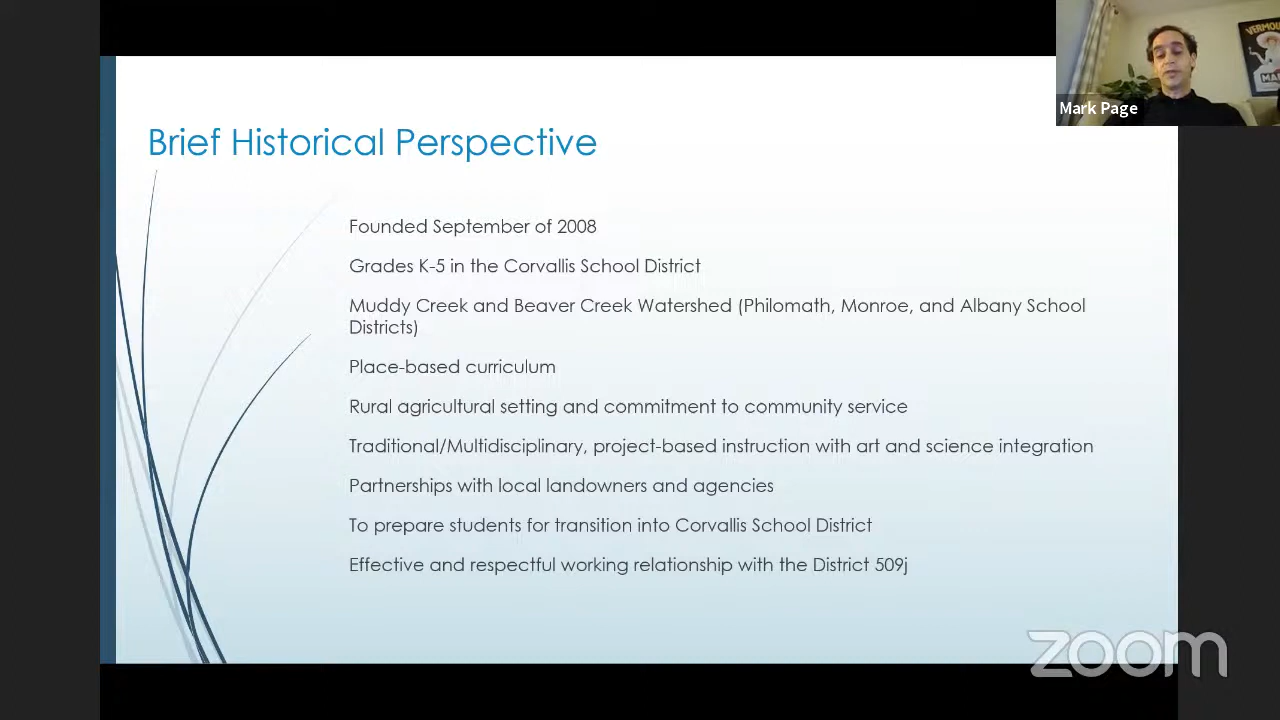 Brief Historical Perspective
Founded September of 2008
Grades K-5 in the Corvallis School District
Muddy Creek and Beaver Creek Watershed (Philomath, Monroe, and Albany School
Districts)
Place-based curriculum
Rural agricultural setting and commitment to community service
Traditional/Multidisciplinary, project-based instruction with art and science integration
Partnerships with local landowners and agencies
To prepare students for transition into Corvallis School District
Effective and respectful working relationship with the District 509j
Mark Page
zoom